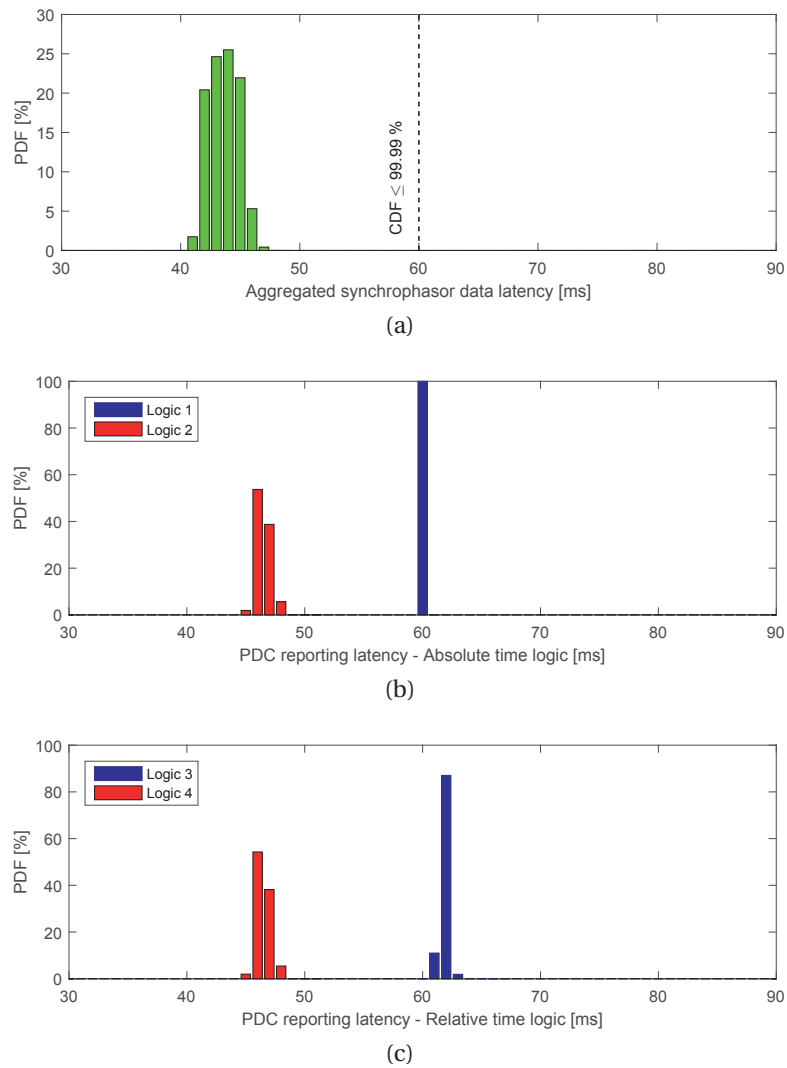 30
25
20
15
10
5
0
PDF [%]
CDF ≤ 99.99 %
30 40 50 60 70 80 90
Aggregated synchrophasor data latency [ms]
(a)
100
80
60
40
20
0
PDF [%]
Logic 1
Logic 2
30 40 50 60 70 80 90
PDC reporting latency - Absolute time logic [ms]
(b)
100
80
60
40
20
0
PDF [%]
Logic 3
Logic 4
30 40 50 60 70 80 90
PDC reporting latency - Relative time logic [ms]
(c)